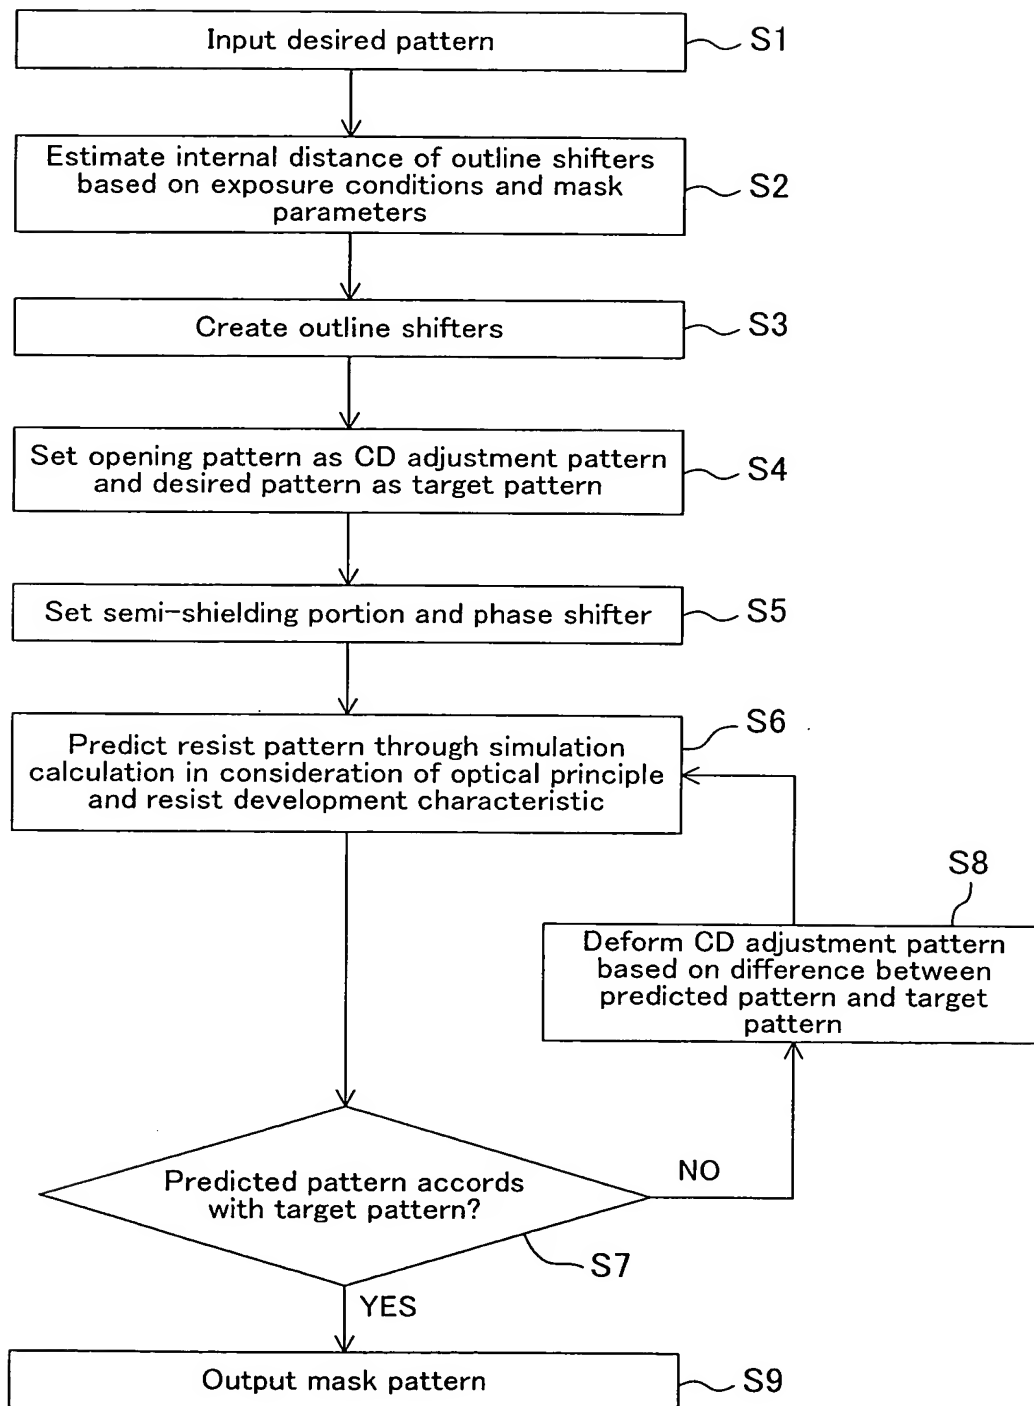 Input desired pattern
S1
Estimate internal distance of outline shifters
based on exposure conditions and mask
parameters
S2
Create outline shifters
S3
Set opening pattern as CD adjustment pattern
and desired pattern as target pattern
S4
Set semi-shielding portion and phase shifter
S5
Predict resist pattern through simulation
calculation in consideration of optical principle
and resist development characteristic
S6
S8
Deform CD adjustment pattern
based on difference between
predicted pattern and target
pattern
Predicted pattern accords
with target pattern?
NO
S7
YES
Output mask pattern
S9